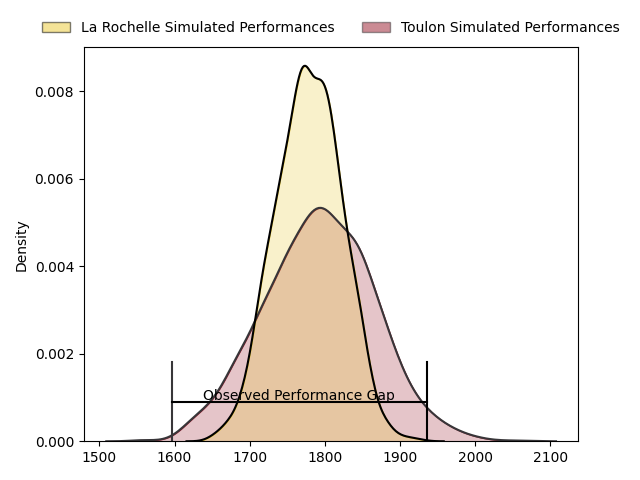 La Rochelle Simulated Performances
Toulon Simulated Performances
Density
0.008
0.006
0.004
0.002
0.000
Observed Performance Gap
1500 1600 1700 1800 1900 2000 2100